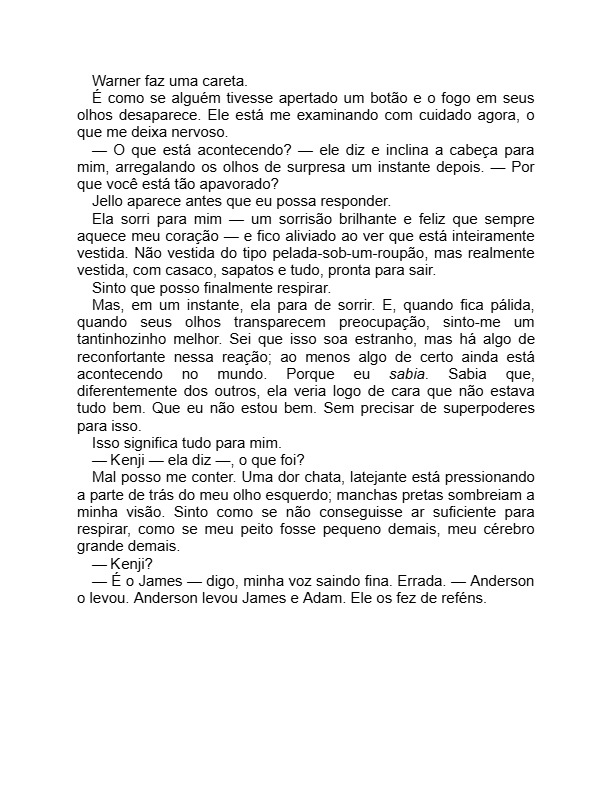 Warner faz uma careta.
É como se alguém tivesse apertado um botão e o fogo em seus
olhos desaparece. Ele está me examinando com cuidado agora, o
que me deixa nervoso.
— O que está acontecendo? — ele diz e inclina a cabeça para
mim, arregalando os olhos de surpresa um instante depois. — Por
que você está tão apavorado?
Jello aparece antes que eu possa responder.
Ela sorri para mim — um sorrisão brilhante e feliz que sempre
aquece meu coração — e fico aliviado ao ver que está inteiramente
vestida. Não vestida do tipo pelada-sob-um-roupão, mas realmente
vestida, com casaco, sapatos e tudo, pronta para sair.
Sinto que posso finalmente respirar.
Mas, em um instante, ela para de sorrir. E, quando fica pálida,
quando seus olhos transparecem preocupação, sinto-me um
tantinhozinho melhor. Sei que isso soa estranho, mas há algo de
reconfortante nessa reação; ao menos algo de certo ainda está
acontecendo no mundo. Porque eu sabia. Sabia que,
diferentemente dos outros, ela veria logo de cara que não estava
tudo bem. Que eu não estou bem. Sem precisar de superpoderes
para isso.
Isso significa tudo para mim.
— Kenji — ela diz —, o que foi?
Mal posso me conter. Uma dor chata, latejante está pressionando
a parte de trás do meu olho esquerdo; manchas pretas sombreiam a
minha visão. Sinto como se não conseguisse ar suficiente para
respirar, como se meu peito fosse pequeno demais, meu cérebro
grande demais.
— Kenji?
— É o James — digo, minha voz saindo fina. Errada. — Anderson
o levou. Anderson levou James e Adam. Ele os fez de reféns.